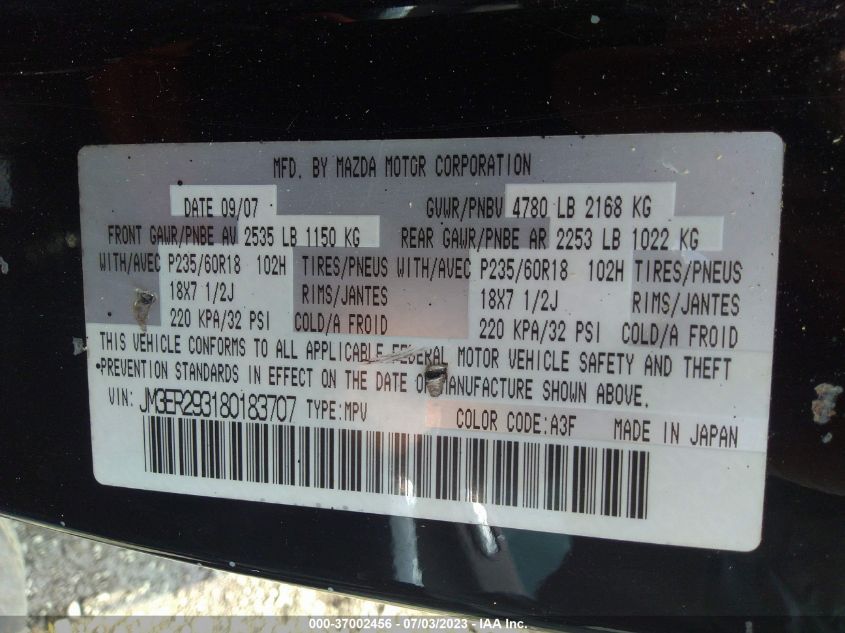 MFD. BY MAZDA MOTOR CORPORATION
DATE 09/07 GVWR/PNBV 4780 LB 2168 KG
FRONT GAWR/PNBE AV 2535 LB 1150 KG REAR GAWR/PNBE AR 2253 LB 1022 KG
WITH/AVEC P235/60R18 102H TIRES/PNEUS WITH/AVEC P235/60R18 102H TIRES/PNEUS
18X7 1/2J RIMS/JANTES 18X7 1/2J RIMS/JANTES
220 KPA/32 PSI COLD/A FROID 220 KPA/32 PSI COLD/A FROID
THIS VEHICLE CONFORMS TO ALL APPLICABLE FEDERAL MOTOR VEHICLE SAFETY AND THEFT
•PREVENTION STANDARDS IN EFFECT ON THE DATE OF MANUFACTURE SHOWN ABOVE.
VIN: JM3ER293180183707 TYPE:MPV COLOR CODE:A3F MADE IN JAPAN
000-37002456 - 07/03/2023 - IAA Inc.